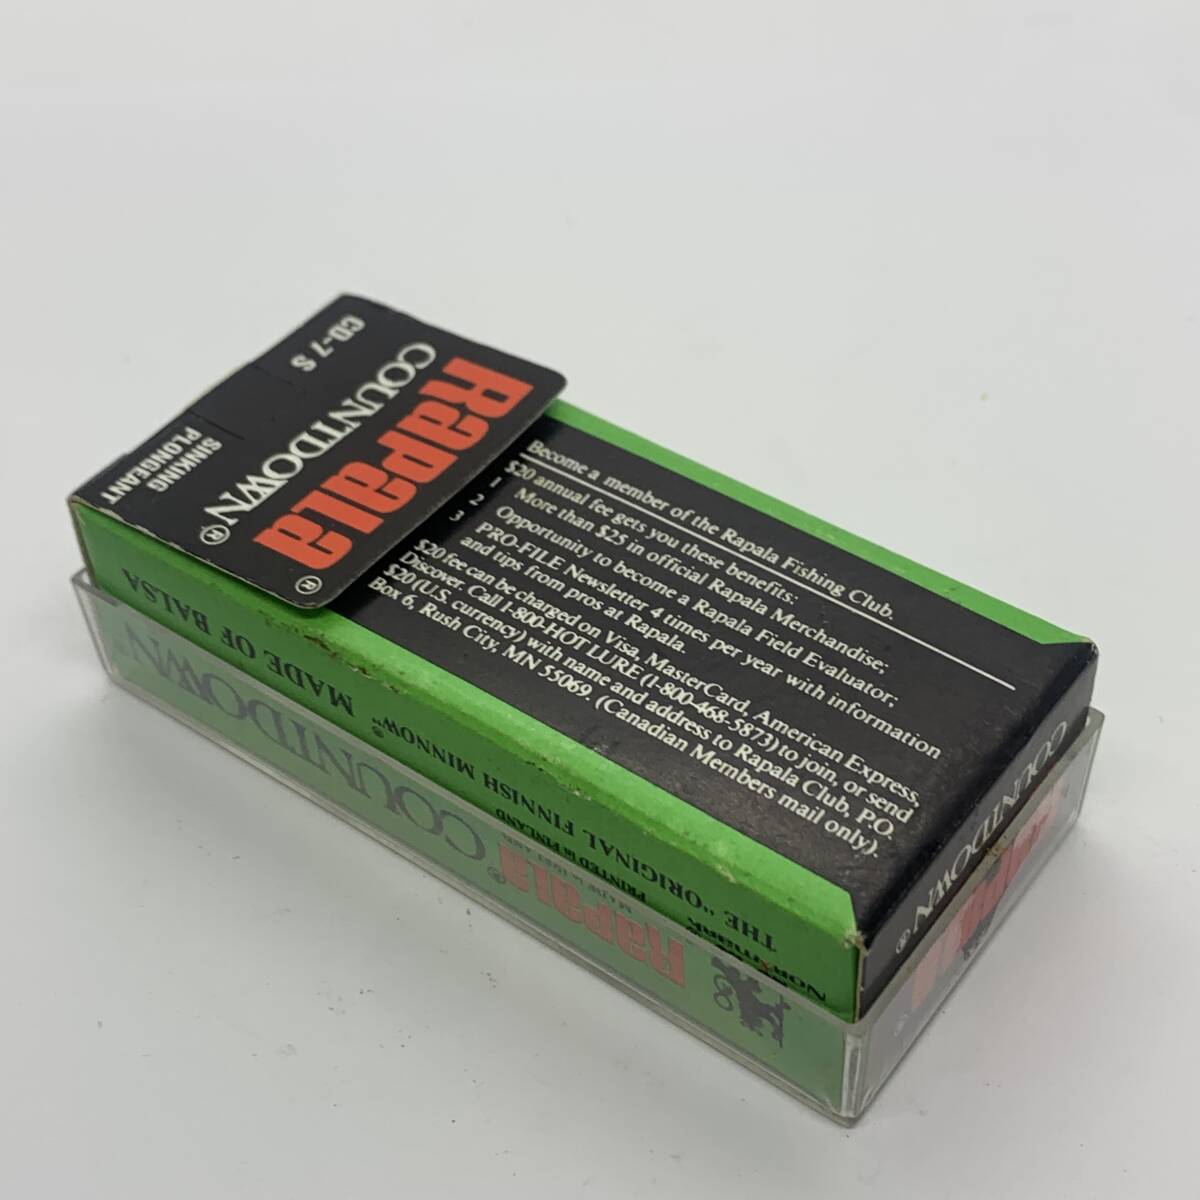 Rapala®
COUNTDOWN®
CD-7 S
SINKING
PLONGEANT
Become a member of the Rapala Fishing Club.
$20 annual fee gets you these benefits:
1 More than $25 in official Rapala Merchandise;
2 Opportunity to become a Rapala Field Evaluator;
3 PRO-FILE Newsletter 4 times per year with information
and tips from pros at Rapala.
$20 fee can be charged on Visa, MasterCard, American Express,
Discover. Call 1-800-HOT LURE (1-800-468-5873) to join, or send
$20 (U.S. currency) with name and address to Rapala Club, P.O.
Box 6, Rush City, MN 55069. (Canadian Members mail only).
THE "ORIGINAL FINNISH MINNOW"® MADE OF BALSA
NORMARK
PRINTED in FINLAND
Rapala®
COUNTDOWN®
COUNTDOWN®